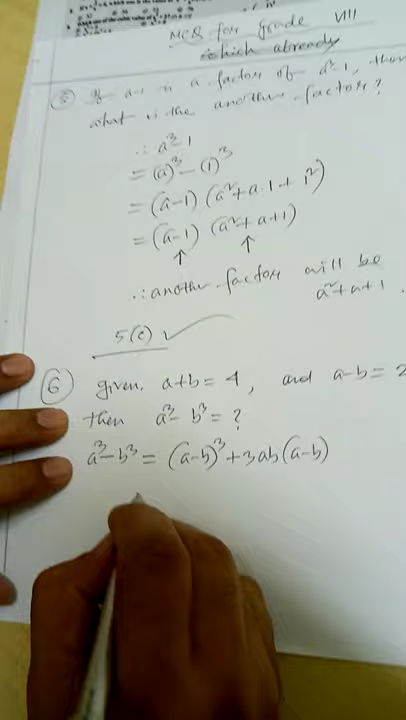 MCQ for Grade VIII
which already
⑤ If a-1 is a factor of a³-1, then
what is the another factor?
∴ a³-1
= (a)³ - (1)³
= (a-1) (a²+a·1+1²)
= (a-1) (a²+a+1)
∴ another factor will be
a²+a+1
5(c) ✓
⑥ given, a+b = 4, and a-b = 2
then a³- b³ = ?
a³-b³ = (a-b)³ + 3ab(a-b)